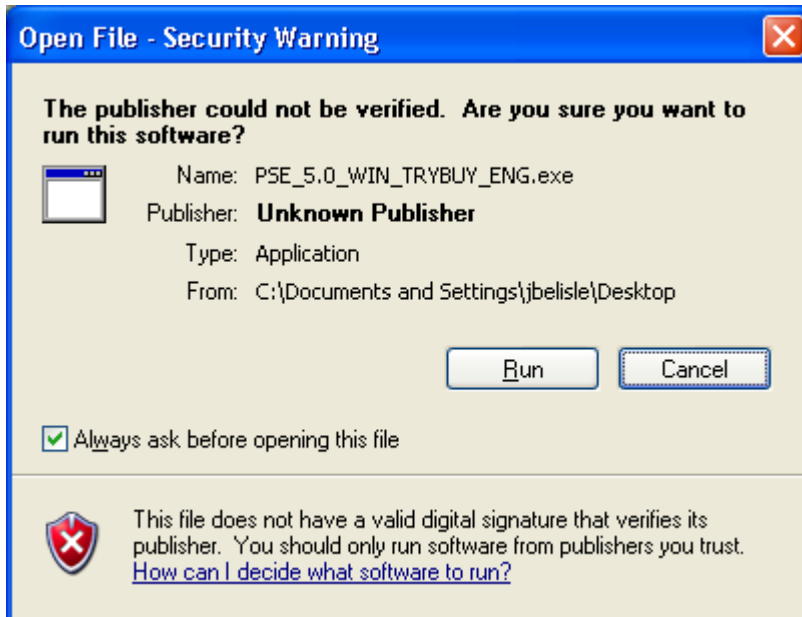 Open File - Security Warning
The publisher could not be verified.  Are you sure you want to
run this software?
Name: PSE_5.0_WIN_TRYBUY_ENG.exe
Publisher: Unknown Publisher
Type: Application
From: C:\Documents and Settings\jbelisle\Desktop
Run Cancel
Always ask before opening this file
This file does not have a valid digital signature that verifies its
publisher.  You should only run software from publishers you trust.
How can I decide what software to run?